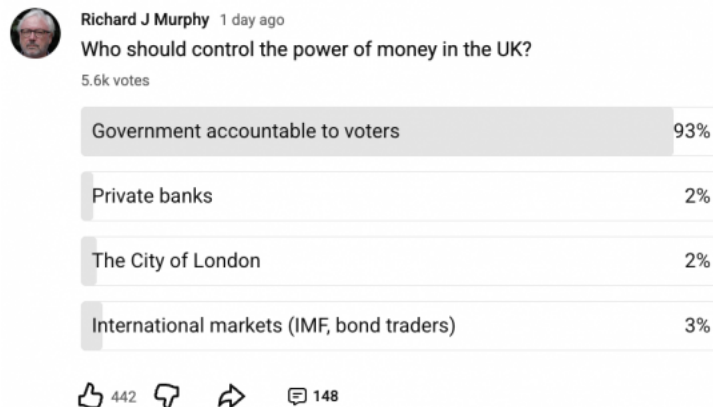 Richard J Murphy 1 day ago
Who should control the power of money in the UK?
5.6k votes
Government accountable to voters 93%
Private banks 2%
The City of London 2%
International markets (IMF, bond traders) 3%
442 148